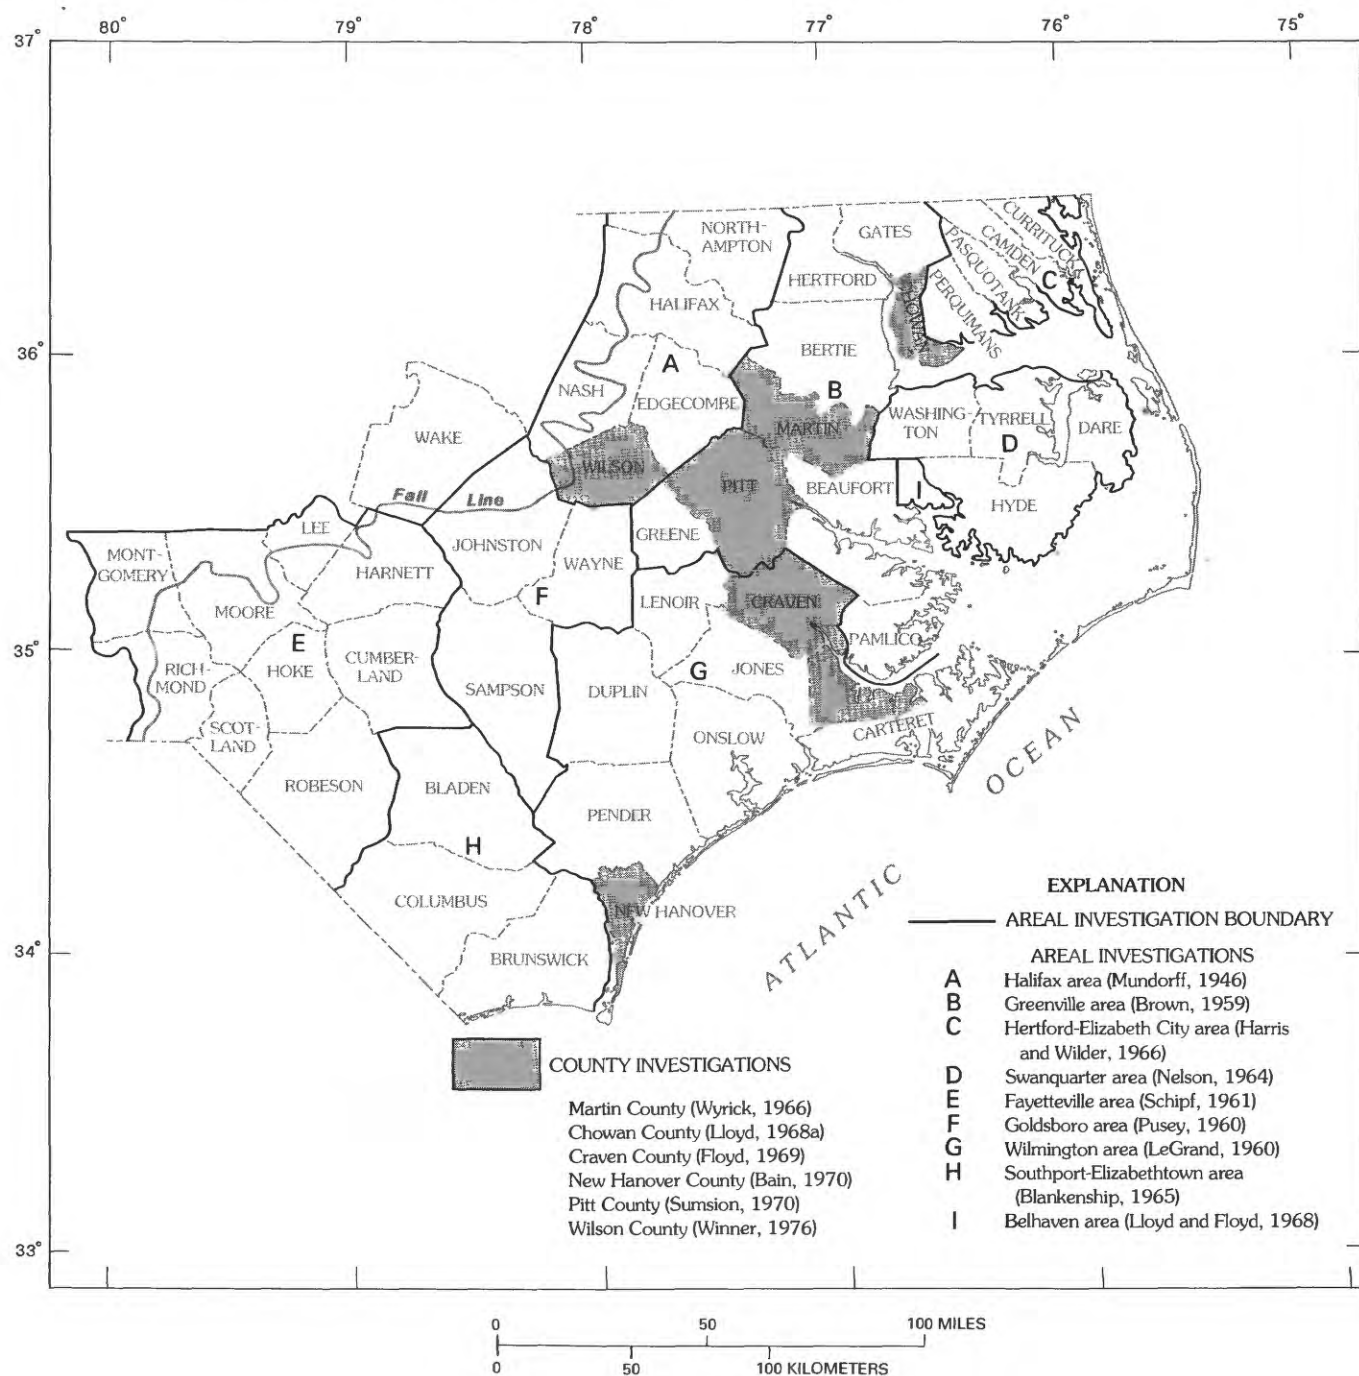 80° 79° 78° 77° 76° 75°
37°
36°
35°
34°
33°
NORTH-
AMPTON
GATES
CURRITUCK
CAMDEN
PASQUOTANK
PERQUIMANS
C
HERTFORD
CHOWAN
HALIFAX
BERTIE
A
B
NASH
EDGECOMBE
WAKE
MARTIN
WASHING-
TON
TYRRELL
DARE
D
WILSON
PITT
BEAUFORT
I
HYDE
Fall Line
LEE
GREENE
JOHNSTON
WAYNE
MONT-
GOMERY
HARNETT
F
LENOIR
CRAVEN
MOORE
PAMLICO
E
RICH-
MOND
HOKE
CUMBER-
LAND
G
JONES
SAMPSON
DUPLIN
SCOT-
LAND
ONSLOW
CARTERET
ROBESON
BLADEN
PENDER
H
COLUMBUS
NEW HANOVER
BRUNSWICK
ATLANTIC OCEAN
EXPLANATION
AREAL INVESTIGATION BOUNDARY
AREAL INVESTIGATIONS
A Halifax area (Mundorff, 1946)
B Greenville area (Brown, 1959)
C Hertford-Elizabeth City area (Harris
and Wilder, 1966)
D Swanquarter area (Nelson, 1964)
E Fayetteville area (Schipf, 1961)
F Goldsboro area (Pusey, 1960)
G Wilmington area (LeGrand, 1960)
H Southport-Elizabethtown area
(Blankenship, 1965)
I Belhaven area (Lloyd and Floyd, 1968)
COUNTY INVESTIGATIONS
Martin County (Wyrick, 1966)
Chowan County (Lloyd, 1968a)
Craven County (Floyd, 1969)
New Hanover County (Bain, 1970)
Pitt County (Sumsion, 1970)
Wilson County (Winner, 1976)
0 50 100 MILES
0 50 100 KILOMETERS